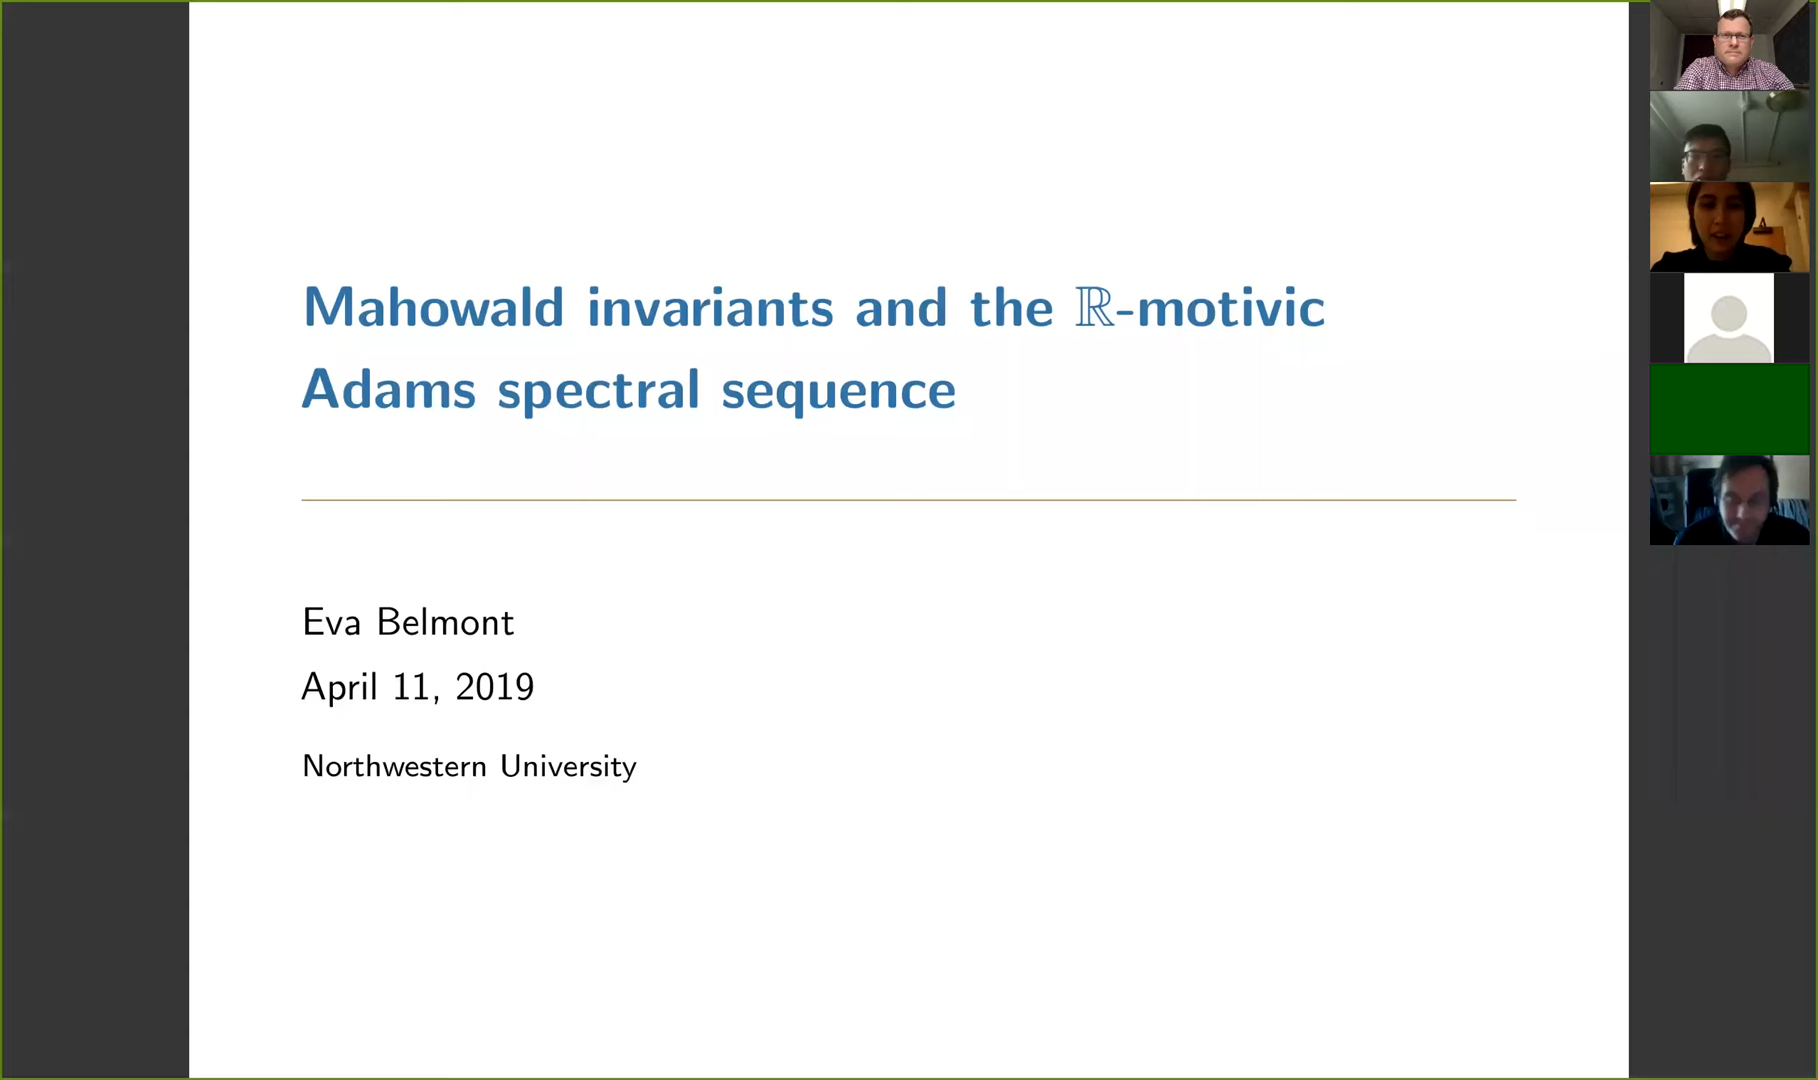 Mahowald invariants and the ℝ-motivic
Adams spectral sequence
Eva Belmont
April 11, 2019
Northwestern University